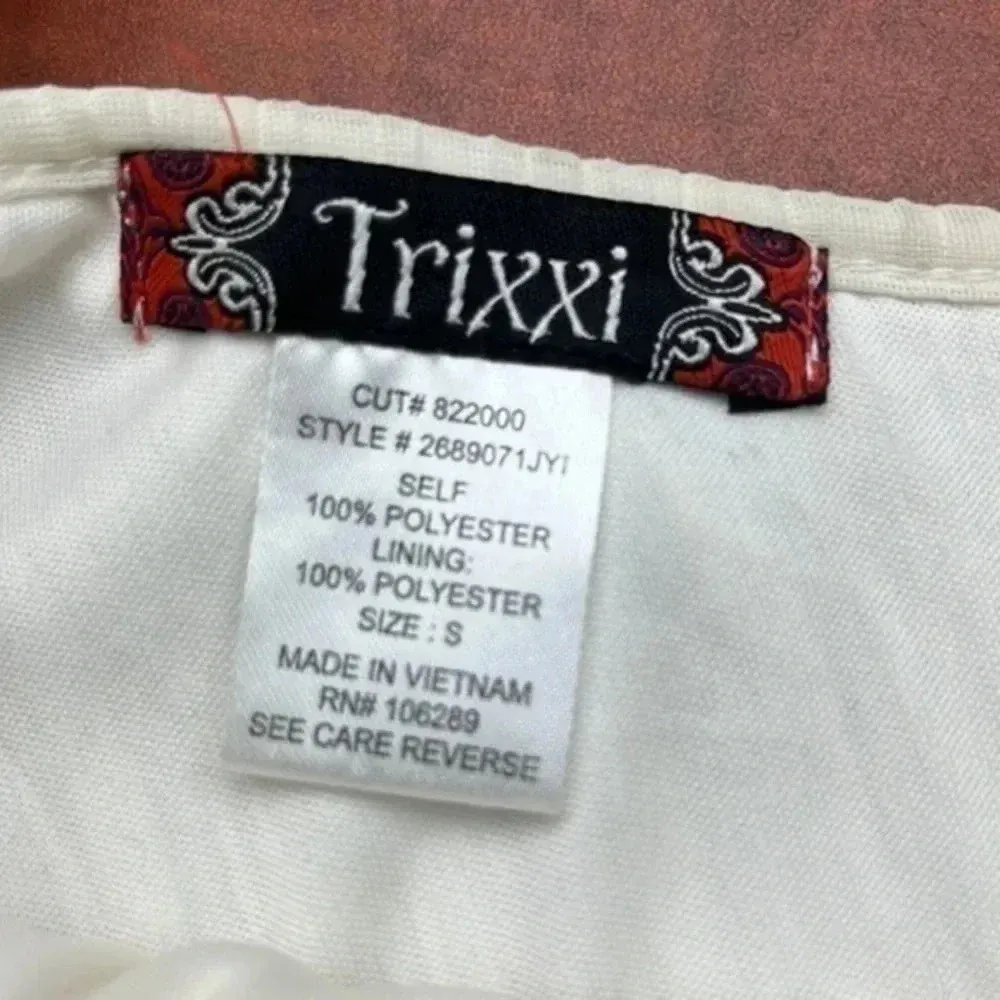 Trixxi
CUT# 822000
STYLE # 2689071JYT
SELF
100% POLYESTER
LINING:
100% POLYESTER
SIZE : S
MADE IN VIETNAM
RN# 106289
SEE CARE REVERSE